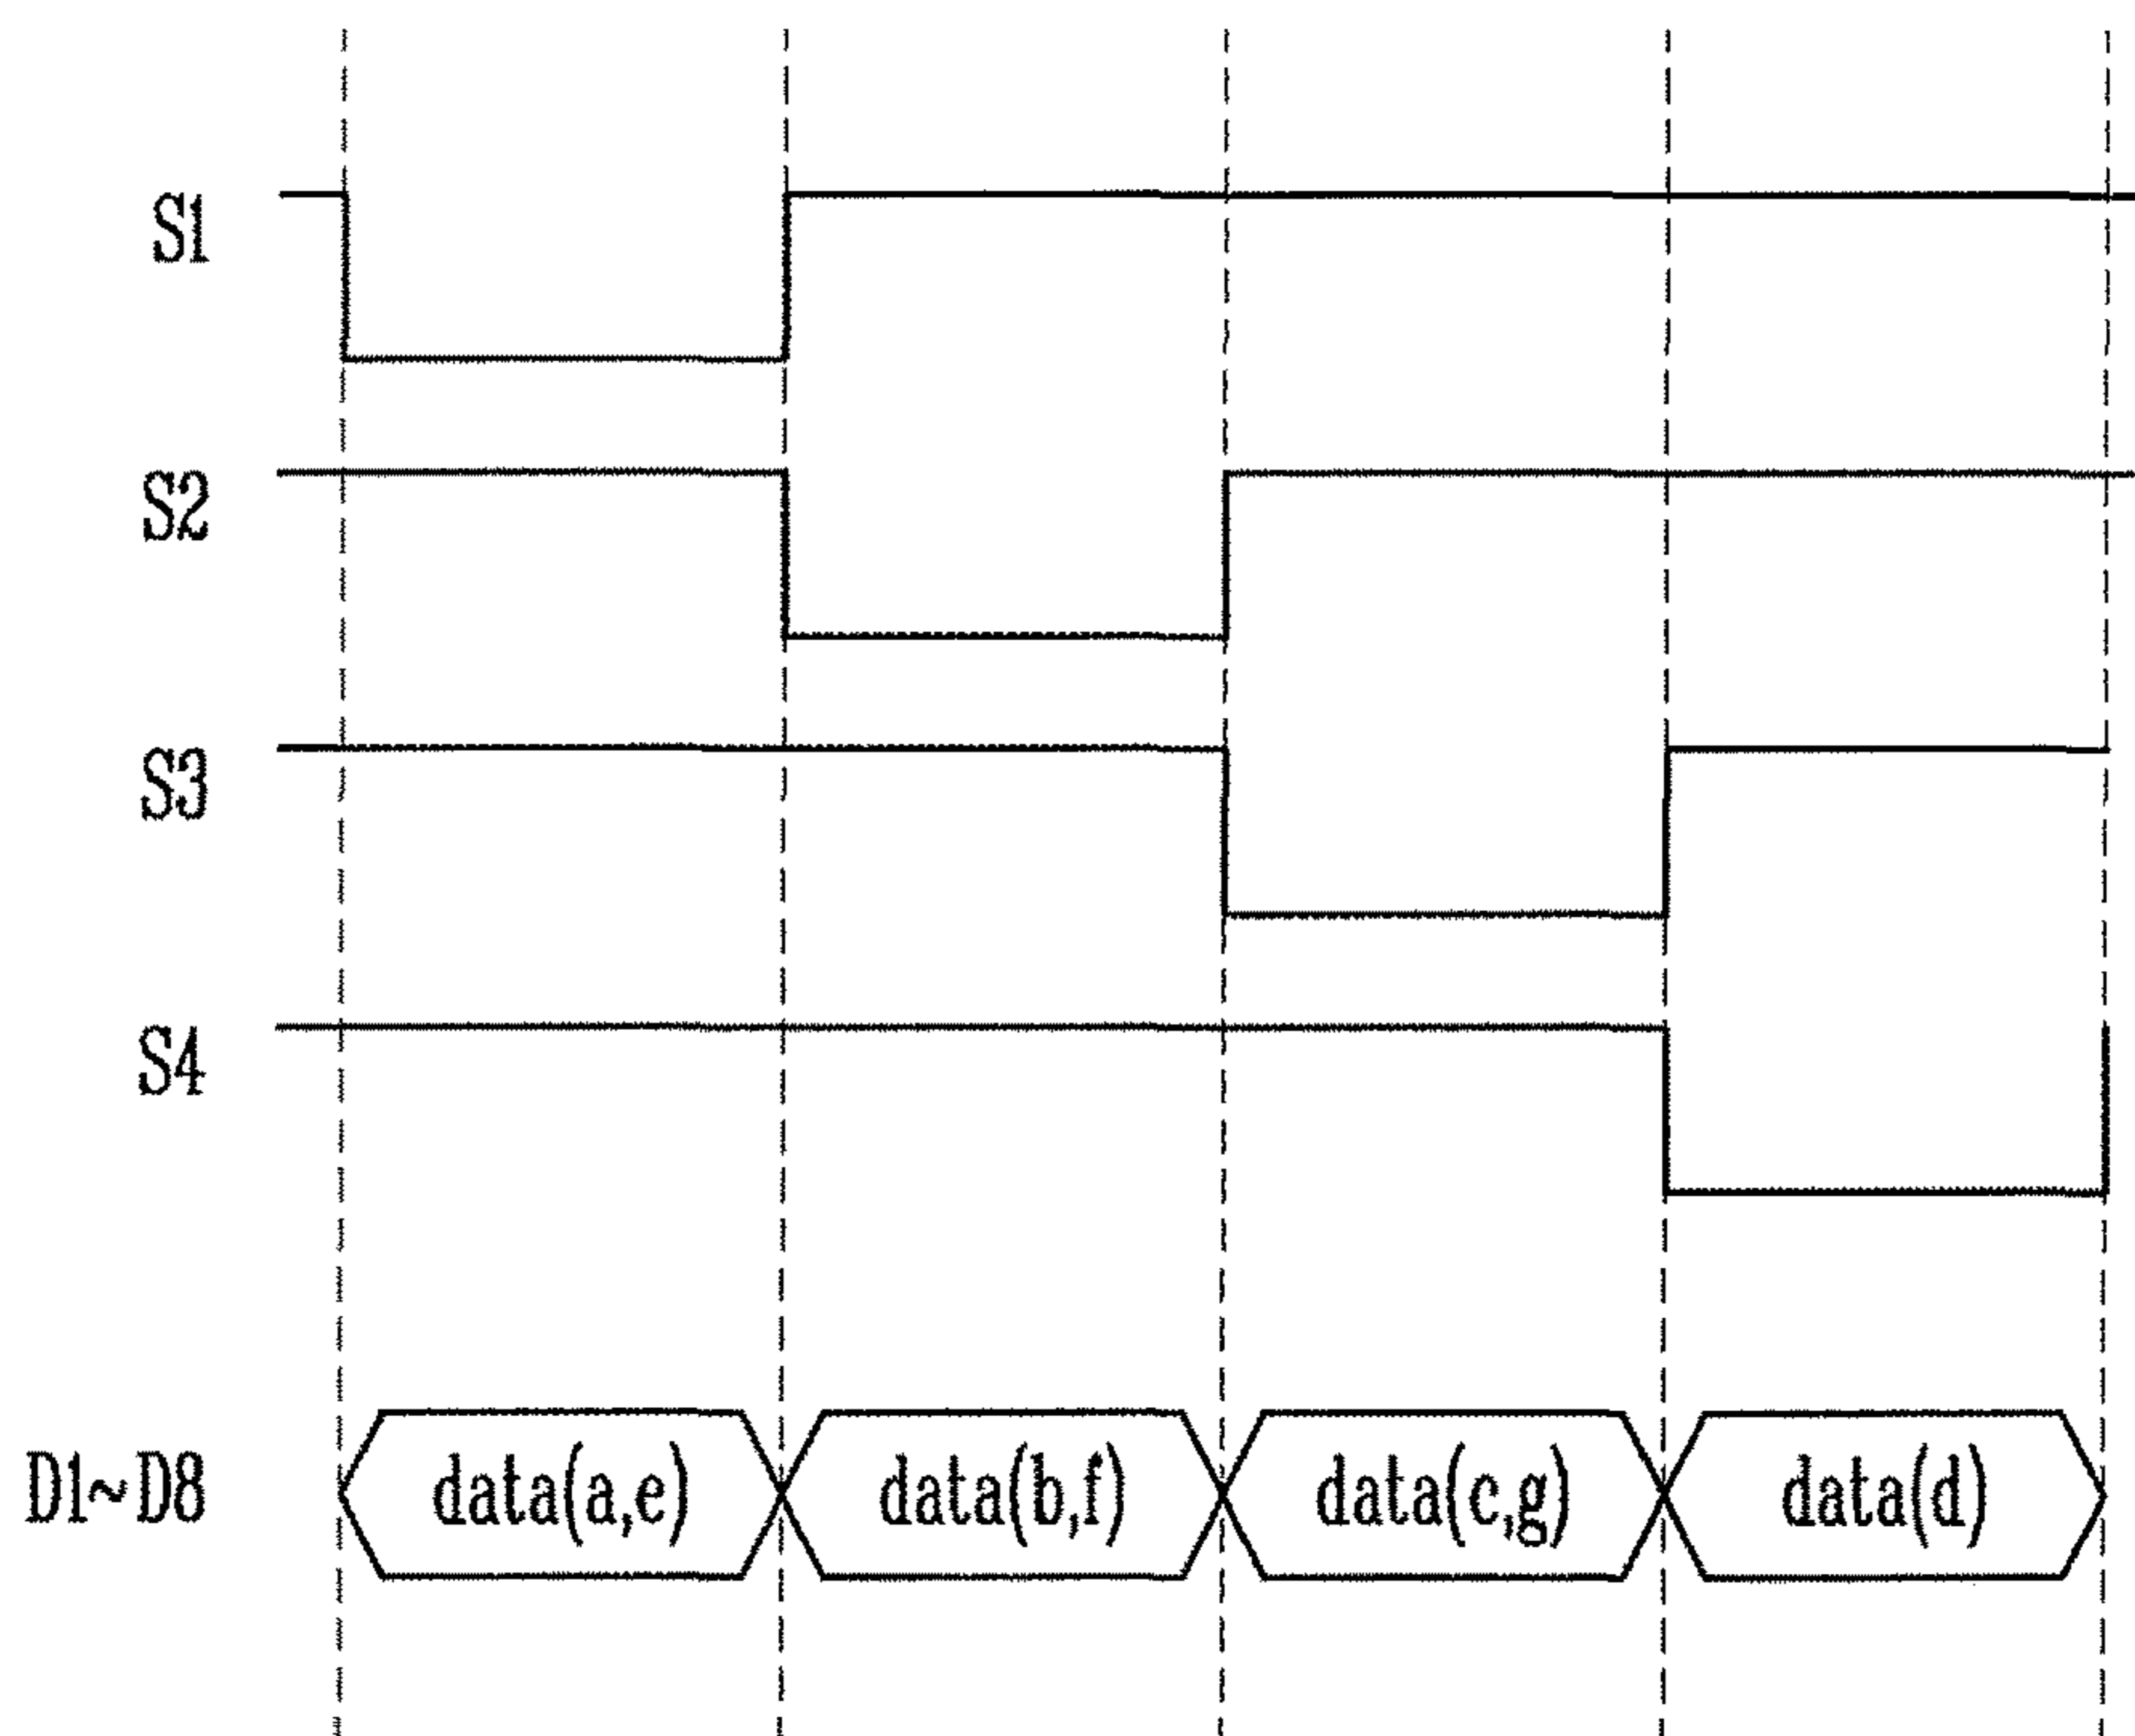 S1
S2
S3
S4
D1~D8 data(a,e) data(b,f) data(c,g) data(d)